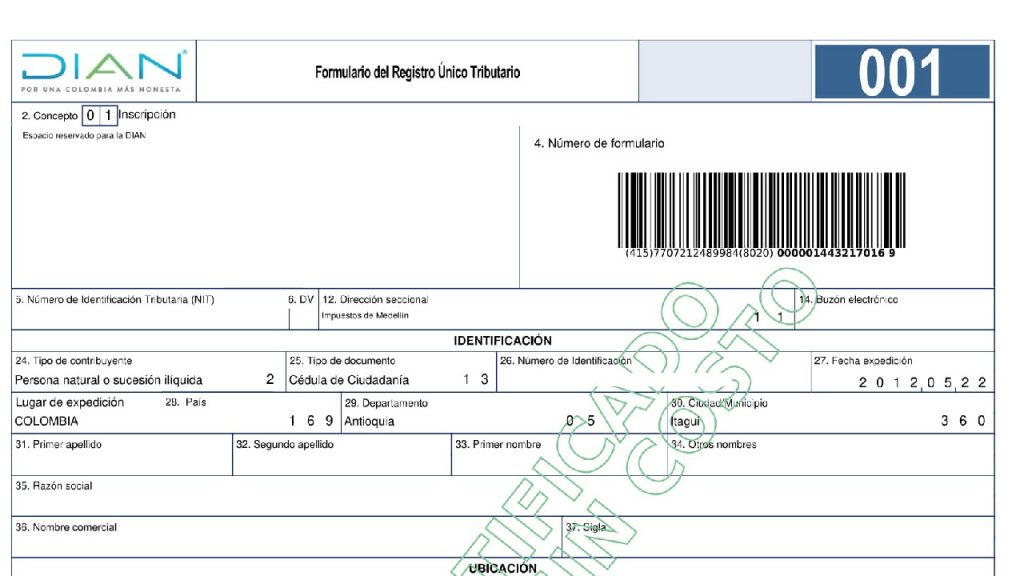 DIAN®
POR UNA COLOMBIA MÁS HONESTA
Formulario del Registro Único Tributario
001
2. Concepto 0 1 Inscripción
Espacio reservado para la DIAN
4. Número de formulario
(415)7707212489984(8020) 000001443217016 9
5. Número de Identificación Tributaria (NIT)
6. DV
12. Dirección seccional
14. Buzón electrónico
Impuestos de Medellín
1 1
IDENTIFICACIÓN
24. Tipo de contribuyente
25. Tipo de documento
26. Número de Identificación
27. Fecha expedición
Persona natural o sucesión ilíquida 2
Cédula de Ciudadanía 1 3
2 0 1 2 0 5 2 2
Lugar de expedición 28. País
29. Departamento
30. Ciudad/Municipio
COLOMBIA 1 6 9
Antioquia 0 5
Itagui 3 6 0
31. Primer apellido
32. Segundo apellido
33. Primer nombre
34. Otros nombres
35. Razón social
36. Nombre comercial
37. Sigla
UBICACIÓN
TIFICADO
IN COSTO